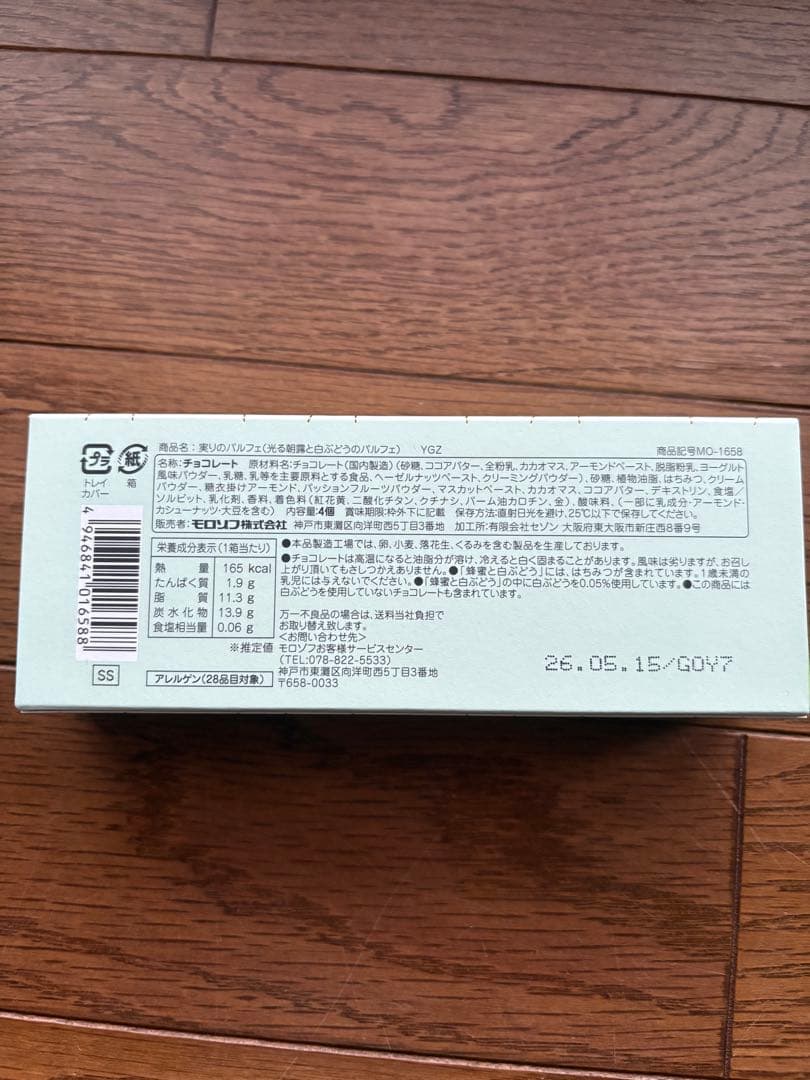 商品名：実りのパルフェ（光る朝露と白ぶどうのパルフェ） YGZ 商品記号MO-1658
プラ 紙
トレイ 箱
カバー
名称：チョコレート 原材料名：チョコレート（国内製造）（砂糖、ココアバター、全粉乳、カカオマス、アーモンドペースト、脱脂粉乳、ヨーグルト
風味パウダー、乳糖、乳等を主要原料とする食品、ヘーゼルナッツペースト、クリーミングパウダー）、砂糖、植物油脂、はちみつ、クリーム
パウダー、糖衣掛けアーモンド、パッションフルーツパウダー、マスカットペースト、カカオマス、ココアバター、デキストリン、食塩／
ソルビット、乳化剤、香料、着色料（紅花黄、二酸化チタン、クチナシ、パーム油カロテン、金）、酸味料、（一部に乳成分・アーモンド・
カシューナッツ・大豆を含む） 内容量：4個 賞味期限：枠外下に記載 保存方法：直射日光を避け、25℃以下で保存してください。
販売者：モロゾフ株式会社 神戸市東灘区向洋町西5丁目3番地 加工所：有限会社セゾン 大阪府東大阪市新庄西8番9号
4946841016588
栄養成分表示（1箱当たり）
熱量 165 kcal
たんぱく質 1.9 g
脂質 11.3 g
炭水化物 13.9 g
食塩相当量 0.06 g
※推定値
●本品製造工場では、卵、小麦、落花生、くるみを含む製品を生産しております。
●チョコレートは高温になると油脂分が溶け、冷えると白く固まることがあります。風味は劣りますが、お召し
上がり頂いてもさしつかえありません。●「蜂蜜と白ぶどう」には、はちみつが含まれています。1歳未満の
乳児には与えないでください。●「蜂蜜と白ぶどう」の中に白ぶどうを0.05％使用しています。●この商品には
白ぶどうを使用していないチョコレートも含まれています。
万一不良品の場合は、送料当社負担で
お取り替え致します。
＜お問い合わせ先＞
モロゾフお客様サービスセンター
（TEL:078-822-5533）
神戸市東灘区向洋町西5丁目3番地
〒658-0033
26.05.15/GOY7
SS
アレルゲン（28品目対象）